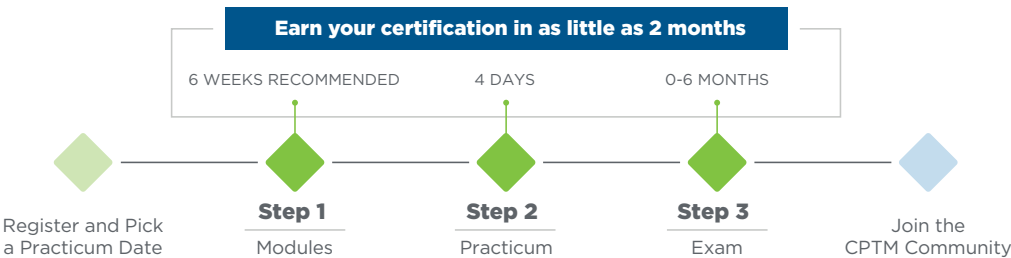 Earn your certification in as little as 2 months
6 WEEKS RECOMMENDED
4 DAYS
0-6 MONTHS
Register and Pick
a Practicum Date
Step 1
Modules
Step 2
Practicum
Step 3
Exam
Join the
CPTM Community